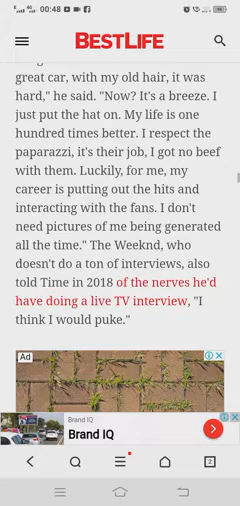 00:48
BESTLIFE
great car, with my old hair, it was
hard," he said. "Now? It's a breeze. I
just put the hat on. My life is one
hundred times better. I respect the
paparazzi, it's their job, I got no beef
with them. Luckily, for me, my
career is putting out the hits and
interacting with the fans. I don't
need pictures of me being generated
all the time." The Weeknd, who
doesn't do a ton of interviews, also
told Time in 2018 of the nerves he'd
have doing a live TV interview, "I
think I would puke."
Ad
Brand IQ
Brand IQ
2